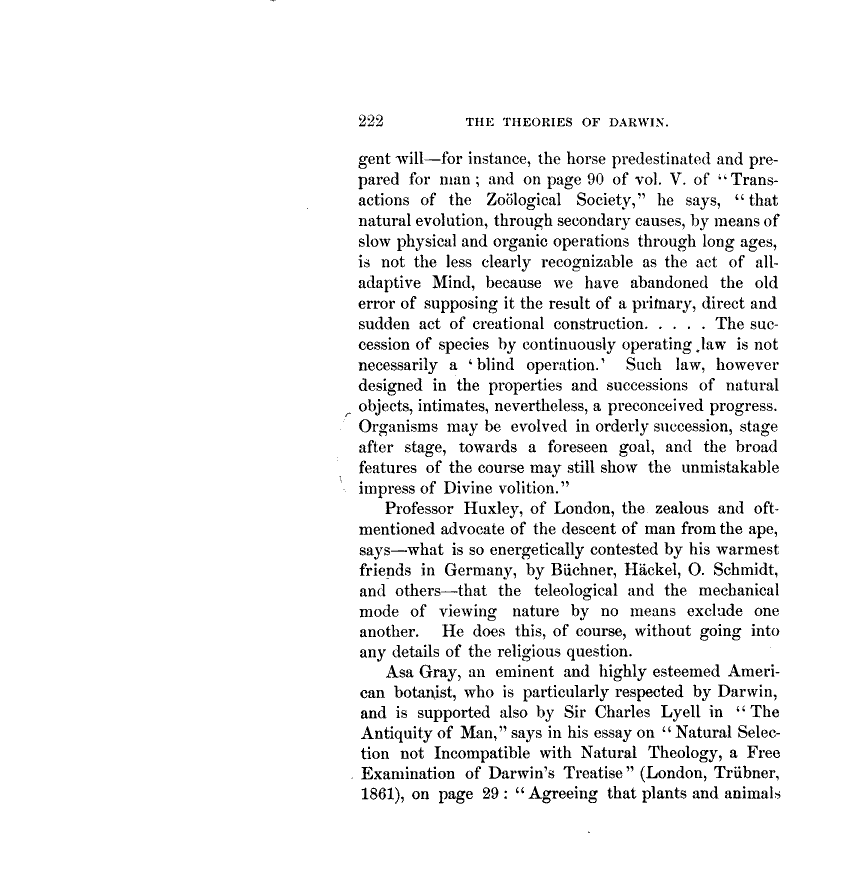 222 THE THEORIES OF DARWIN.
gent will—for instance, the horse predestinated and pre-
pared for man; and on page 90 of vol. V. of “Trans-
actions of the Zoölogical Society,” he says, “that
natural evolution, through secondary causes, by means of
slow physical and organic operations through long ages,
is not the less clearly recognizable as the act of all-
adaptive Mind, because we have abandoned the old
error of supposing it the result of a primary, direct and
sudden act of creational construction. . . . . The suc-
cession of species by continuously operating law is not
necessarily a ‘blind operation.’ Such law, however
designed in the properties and successions of natural
objects, intimates, nevertheless, a preconceived progress.
Organisms may be evolved in orderly succession, stage
after stage, towards a foreseen goal, and the broad
features of the course may still show the unmistakable
impress of Divine volition.”
Professor Huxley, of London, the zealous and oft-
mentioned advocate of the descent of man from the ape,
says—what is so energetically contested by his warmest
friends in Germany, by Büchner, Häckel, O. Schmidt,
and others—that the teleological and the mechanical
mode of viewing nature by no means exclude one
another. He does this, of course, without going into
any details of the religious question.
Asa Gray, an eminent and highly esteemed Ameri-
can botanist, who is particularly respected by Darwin,
and is supported also by Sir Charles Lyell in “The
Antiquity of Man,” says in his essay on “Natural Selec-
tion not Incompatible with Natural Theology, a Free
Examination of Darwin’s Treatise” (London, Trübner,
1861), on page 29: “Agreeing that plants and animals